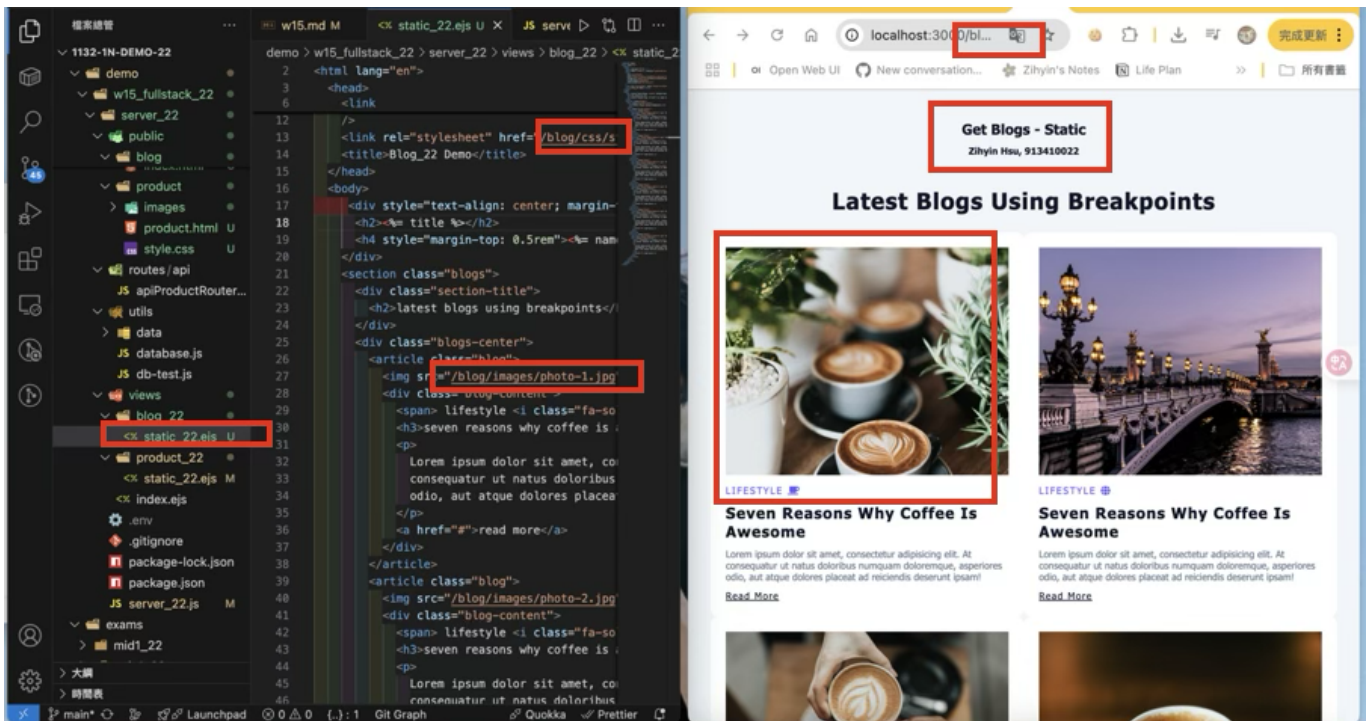 檔案總管
1132-1N-DEMO-22
demo
w15_fullstack_22
server_22
public
blog
product
images
product.html U
style.css U
routes/api
JS apiProductRouter...
utils
data
JS database.js
JS db-test.js
views
blog_22
static_22.ejs U
product_22
static_22.ejs M
index.ejs
.env
.gitignore
package-lock.json
package.json
JS server_22.js M
exams
mid1_22
大綱
時間表
45
w15.md M
static_22.ejs U
JS serve
demo > w15_fullstack_22 > server_22 > views > blog_22 > static_22
2 <html lang="en">
3 <head>
6 <link
12 />
13 <link rel="stylesheet" href="/blog/css/s
14 <title>Blog_22 Demo</title>
15 </head>
16 <body>
17 <div style="text-align: center; margin-
18 <h2><%= title %></h2>
19 <h4 style="margin-top: 0.5rem"><%= nam
20 </div>
21 <section class="blogs">
22 <div class="section-title">
23 <h2>latest blogs using breakpoints</
24 </div>
25 <div class="blogs-center">
26 <article class="blog">
27 <img src="/blog/images/photo-1.jpg"
28 <div class="blog-content">
29 <span> lifestyle <i class="fa-so
30 <h3>seven reasons why coffee is
31 <p>
32 Lorem ipsum dolor sit amet, co
33 consequatur ut natus doloribus
34 odio, aut atque dolores placea
35 </p>
36 <a href="#">read more</a>
37 </div>
38 </article>
39 <article class="blog">
40 <img src="/blog/images/photo-2.jpg"
41 <div class="blog-content">
42 <span> lifestyle <i class="fa-so
43 <h3>seven reasons why coffee is
44 <p>
45 Lorem ipsum dolor sit amet, co
46 consequatur ut natus doloribus
main* Launchpad 0 0 {..} : 1 Git Graph Quokka Prettier
localhost:3000/bl...
完成更新
Open Web UI New conversation... Zihyin's Notes Life Plan » 所有書籤
Get Blogs - Static
Zihyin Hsu, 913410022
Latest Blogs Using Breakpoints
LIFESTYLE
Seven Reasons Why Coffee Is
Awesome
Lorem ipsum dolor sit amet, consectetur adipisicing elit. At
consequatur ut natus doloribus numquam doloremque, asperiores
odio, aut atque dolores placeat ad reiciendis deserunt ipsam!
Read More
LIFESTYLE
Seven Reasons Why Coffee Is
Awesome
Lorem ipsum dolor sit amet, consectetur adipisicing elit. At
consequatur ut natus doloribus numquam doloremque, asperiores
odio, aut atque dolores placeat ad reiciendis deserunt ipsam!
Read More